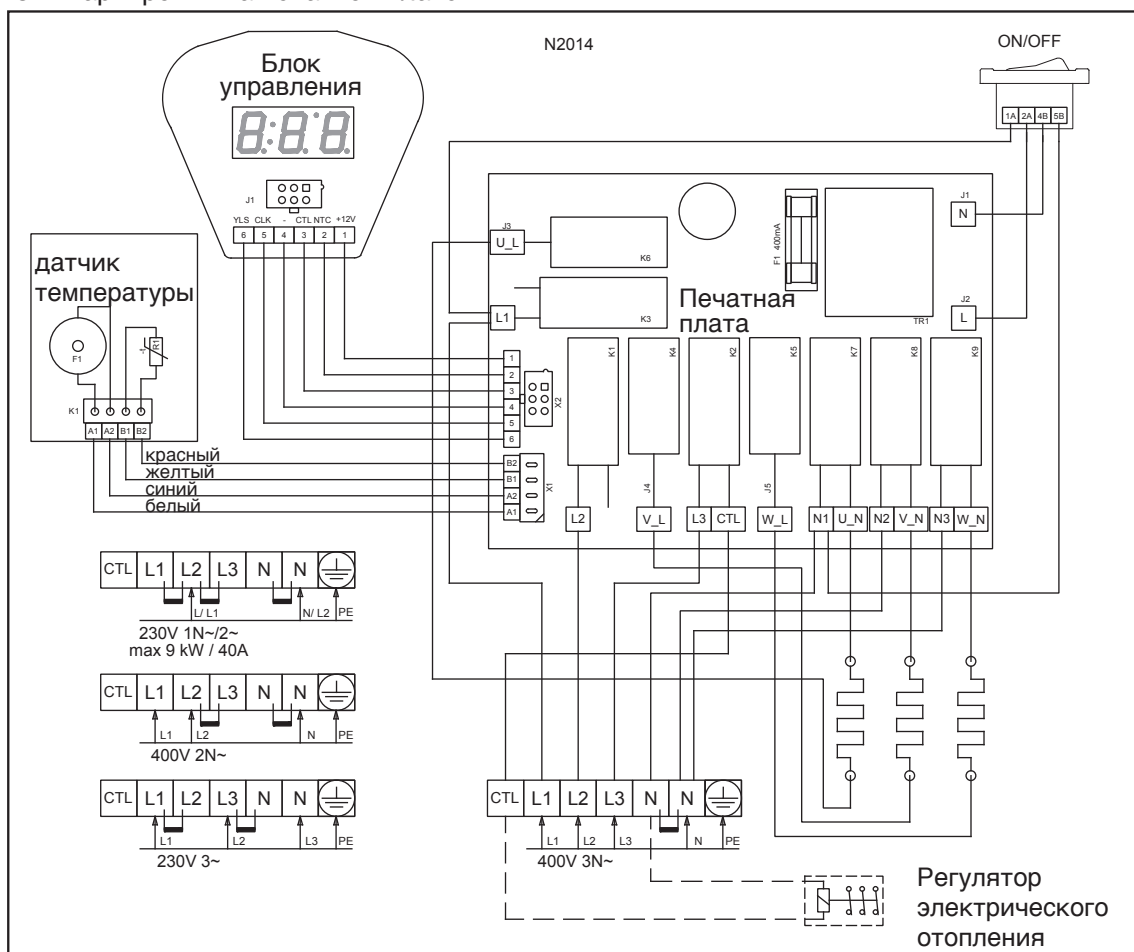 N2014
ON/OFF
Блок
управления
8:88
J1
YLS CLK - CTL NTC +12V
6 5 4 3 2 1
1A 2A 4B 5B
датчик
температуры
F1
R1
K1
A1 A2 B1 B2
красный
желтый
синий
белый
J3
U_L
K6
L1
K3
Печатная
плата
F1 400mA
TR1
J1
N
J2
L
1
2
3
4
5
6
X2
B2
B1
A2
A1
X1
K1
K4
K2
K5
K7
K8
K9
J4
J5
L2
V_L
L3 CTL
W_L
N1 U_N
N2 V_N
N3 W_N
CTL L1 L2 L3 N N
L/ L1 N/ L2 PE
230V 1N~/2~
max 9 kW / 40A
CTL L1 L2 L3 N N
L1 L2 N PE
400V 2N~
CTL L1 L2 L3 N N
L1 L2 L3 PE
230V 3~
CTL L1 L2 L3 N N
L1 L2 L3 N PE
400V 3N~
Регулятор
электрического
отопления